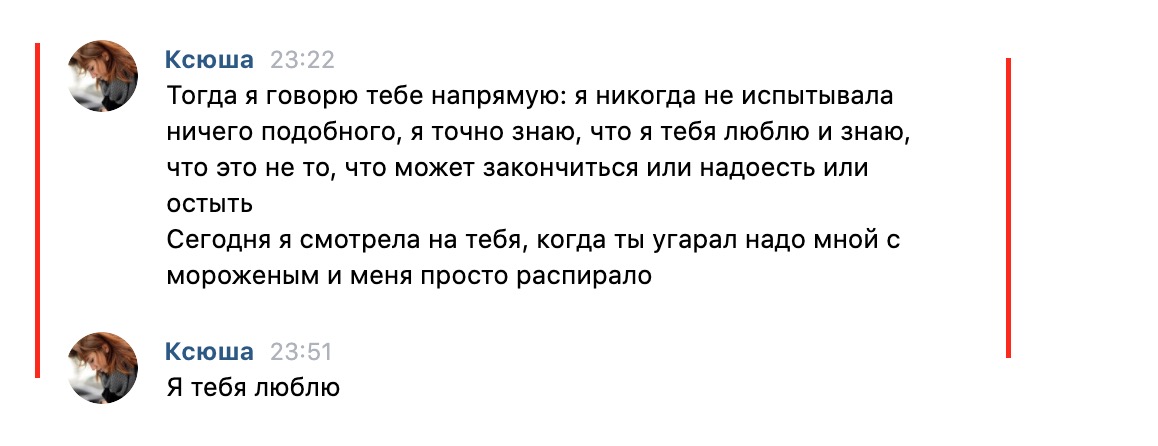 Ксюша 23:22
Тогда я говорю тебе напрямую: я никогда не испытывала
ничего подобного, я точно знаю, что я тебя люблю и знаю,
что это не то, что может закончиться или надоесть или
остыть
Сегодня я смотрела на тебя, когда ты угарал надо мной с
мороженым и меня просто распирало
Ксюша 23:51
Я тебя люблю